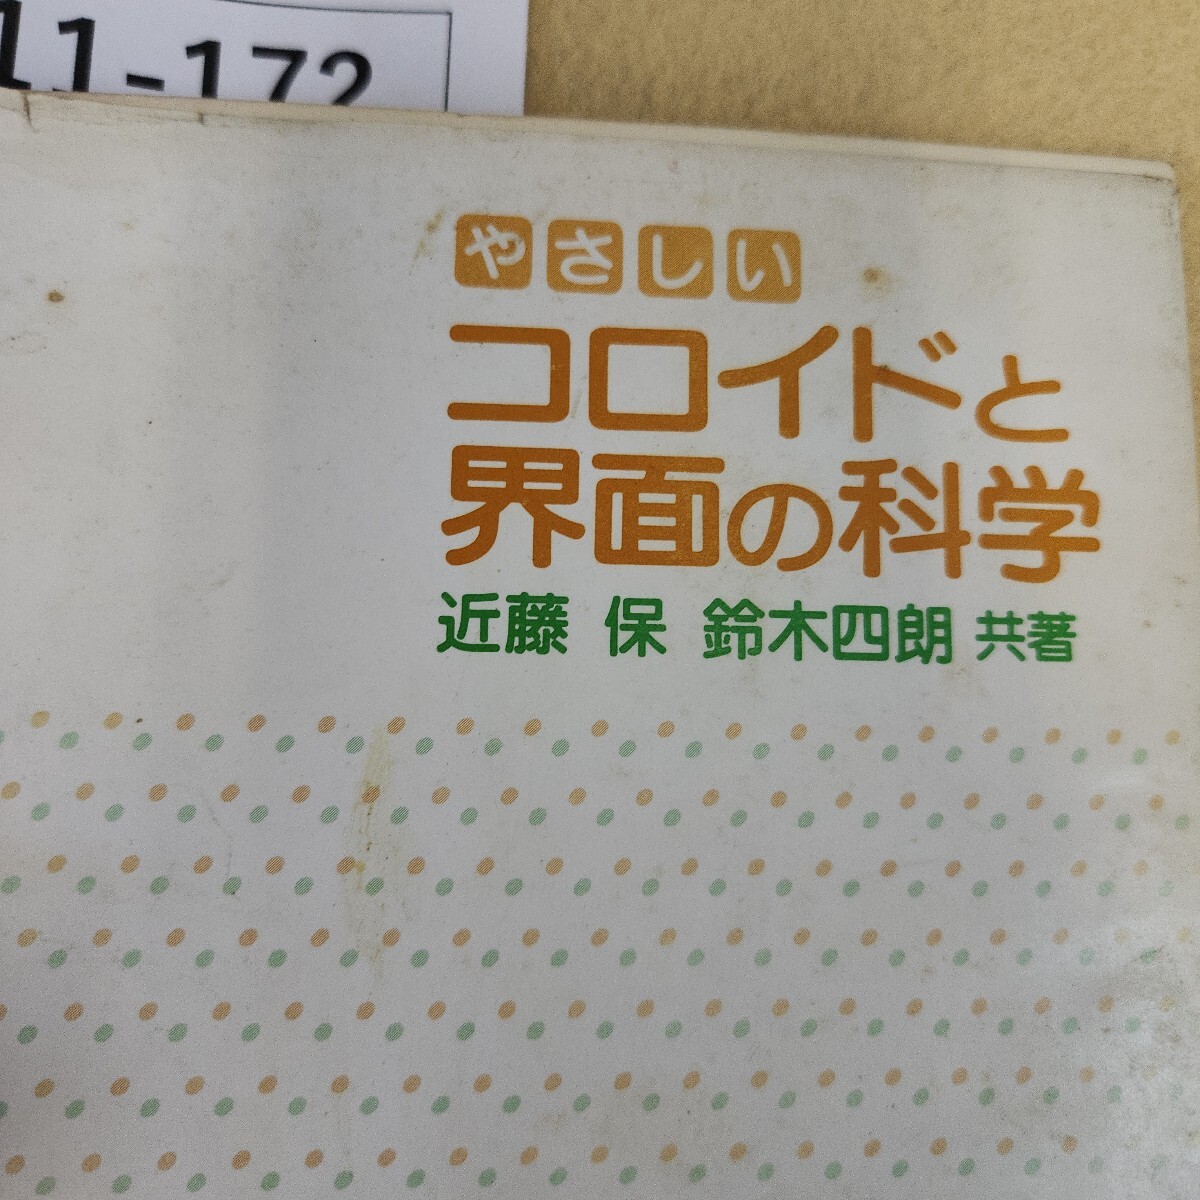 11-172
やさしい
コロイドと
界面の科学
近藤 保 鈴木四朗 共著